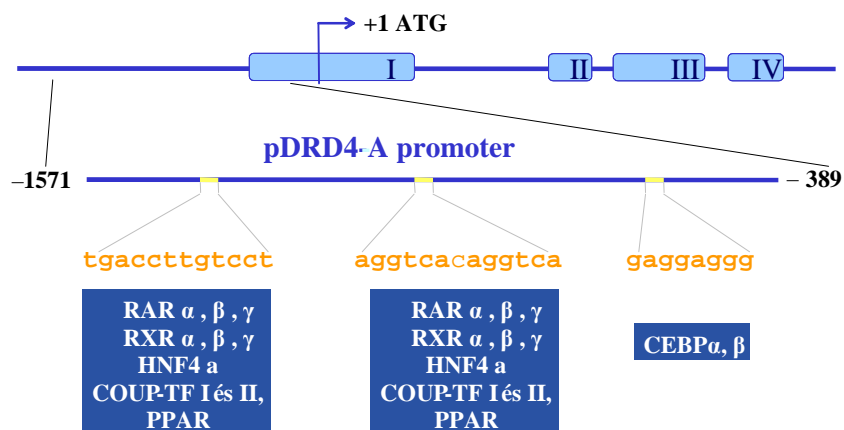 +1 ATG
I II III IV
pDRD4-A promoter
–1571
– 389
tgaccttgtcct
aggtcacaggtca
gaggaggg
RAR α , β , γ
RXR α , β , γ
HNF4 a
COUP-TF I és II,
PPAR
RAR α , β , γ
RXR α , β , γ
HNF4 a
COUP-TF I és II,
PPAR
CEBPα, β